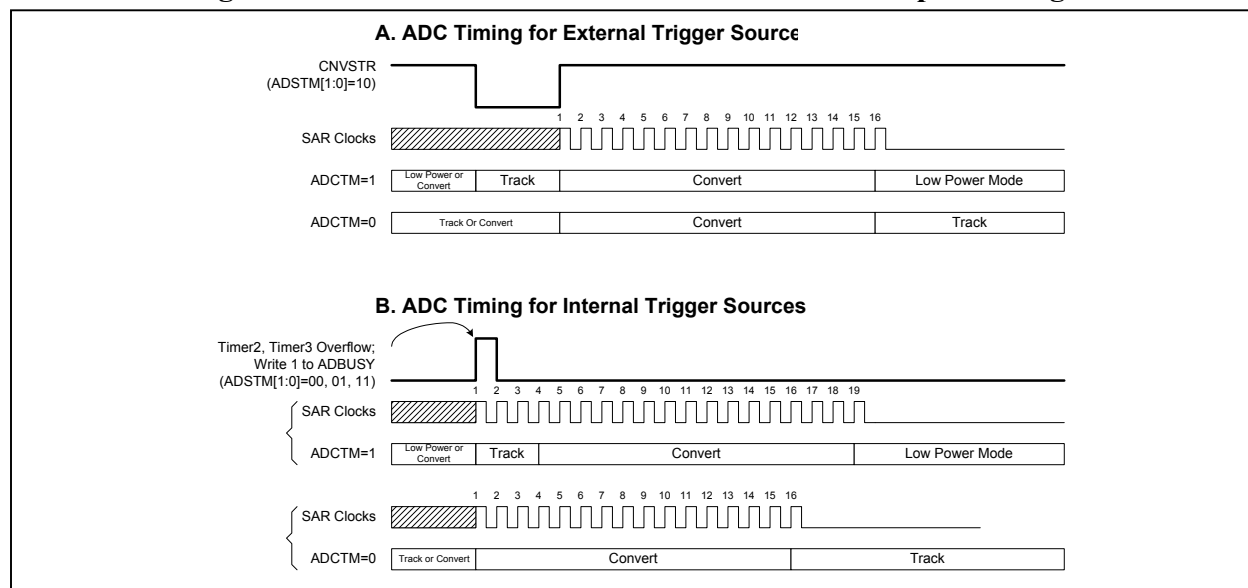 A. ADC Timing for External Trigger Source
CNVSTR
(ADSTM[1:0]=10)
1 2 3 4 5 6 7 8 9 10 11 12 13 14 15 16
SAR Clocks
ADCTM=1 Low Power or Convert Track Convert Low Power Mode
ADCTM=0 Track Or Convert Convert Track
B. ADC Timing for Internal Trigger Sources
Timer2, Timer3 Overflow;
Write 1 to ADBUSY
(ADSTM[1:0]=00, 01, 11)
1 2 3 4 5 6 7 8 9 10 11 12 13 14 15 16 17 18 19
SAR Clocks
ADCTM=1 Low Power or Convert Track Convert Low Power Mode
1 2 3 4 5 6 7 8 9 10 11 12 13 14 15 16
SAR Clocks
ADCTM=0 Track or Convert Convert Track